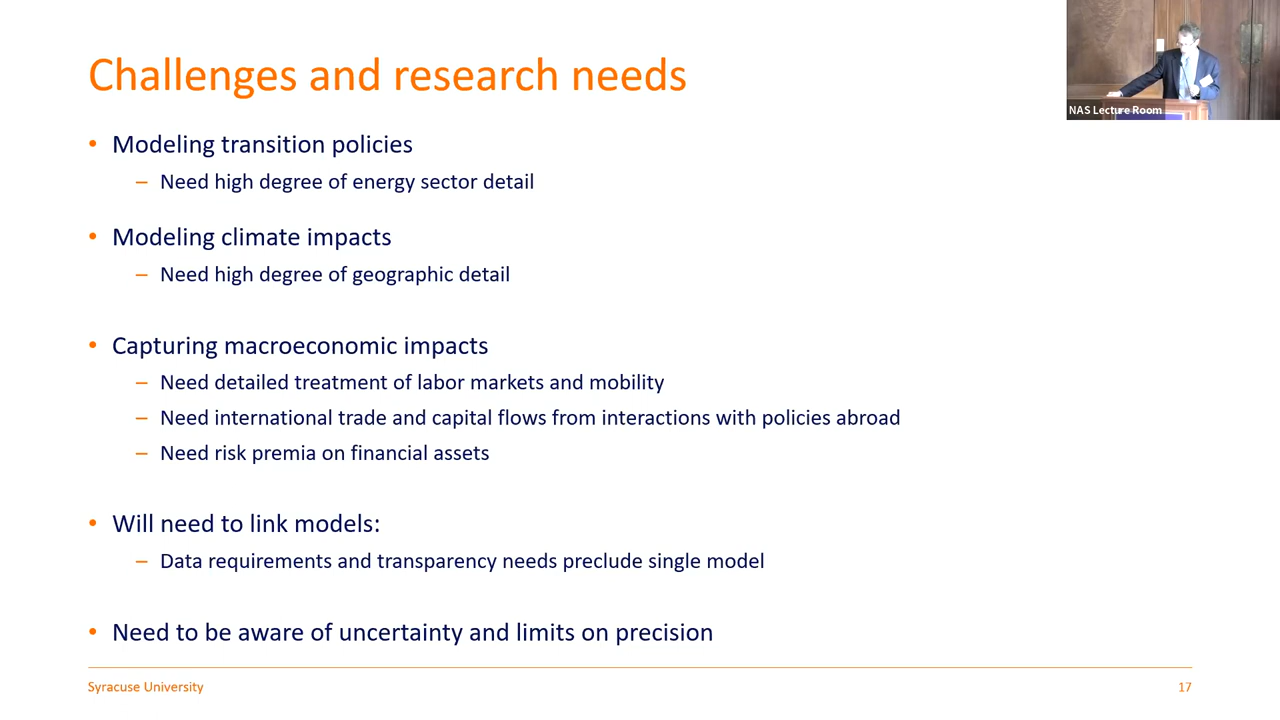 Challenges and research needs
NAS Lecture Room
• Modeling transition policies
– Need high degree of energy sector detail
• Modeling climate impacts
– Need high degree of geographic detail
• Capturing macroeconomic impacts
– Need detailed treatment of labor markets and mobility
– Need international trade and capital flows from interactions with policies abroad
– Need risk premia on financial assets
• Will need to link models:
– Data requirements and transparency needs preclude single model
• Need to be aware of uncertainty and limits on precision
Syracuse University
17